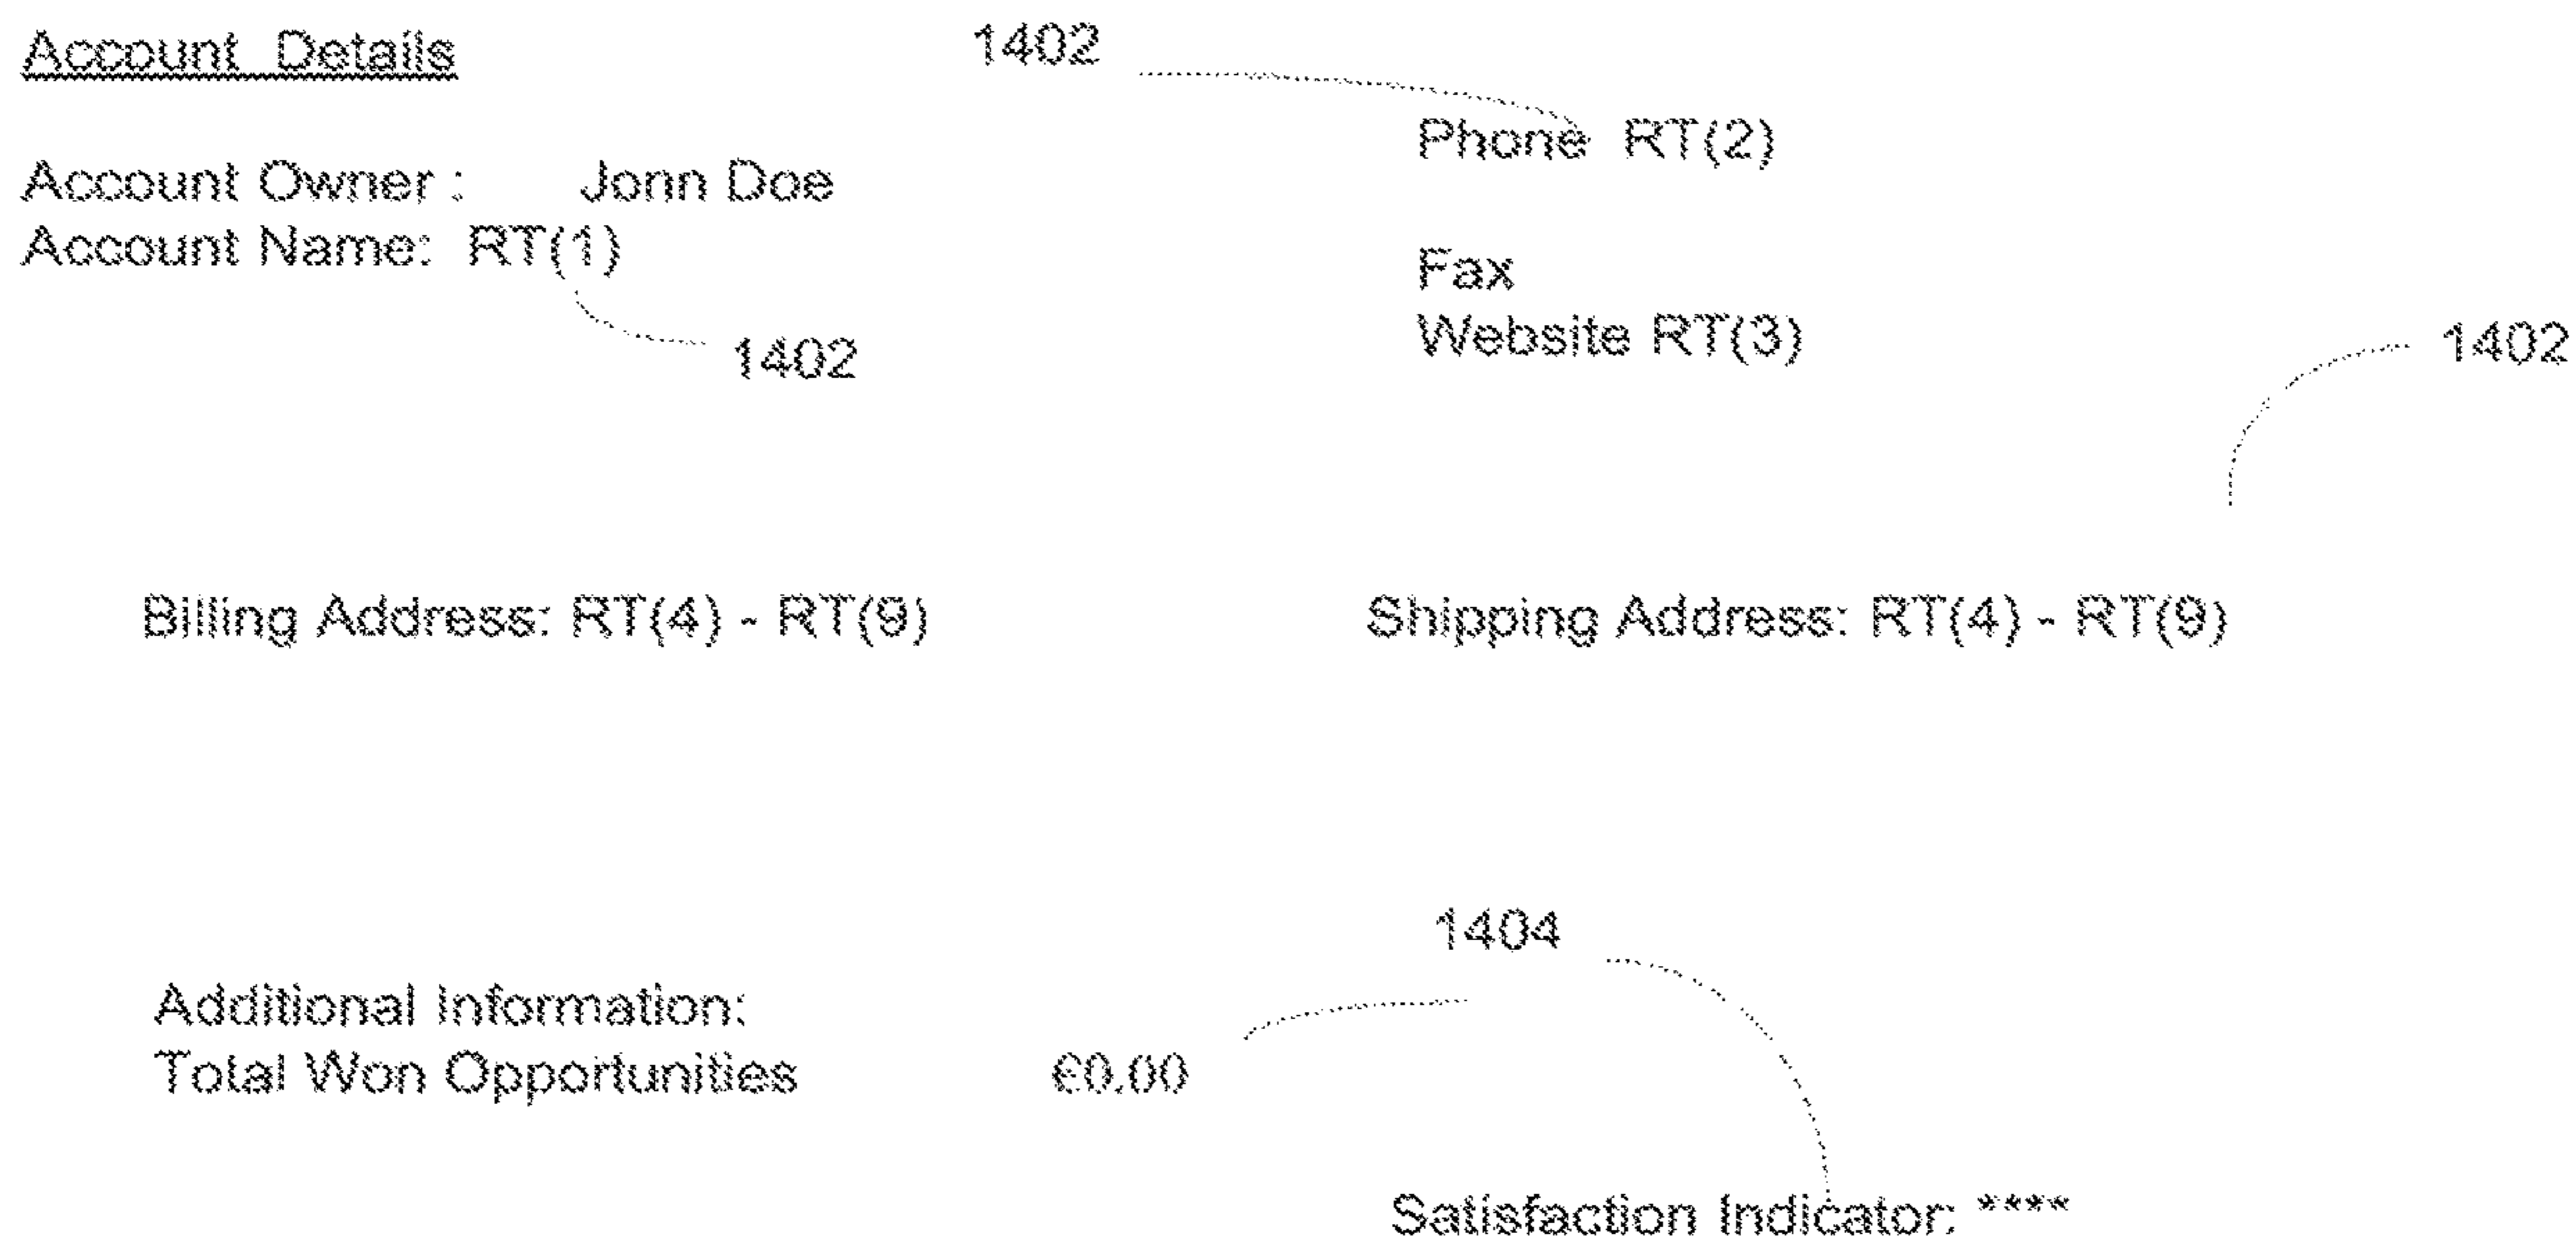 Account Details
1402
Phone RT(2)
Account Owner : Jonn Doe
Account Name: RT(1)
Fax
Website RT(3)
1402
1402
Billing Address: RT(4) - RT(9)
Shipping Address: RT(4) - RT(9)
1404
Additional Information:
Total Won Opportunities €0.00
Satisfaction Indicator: ****